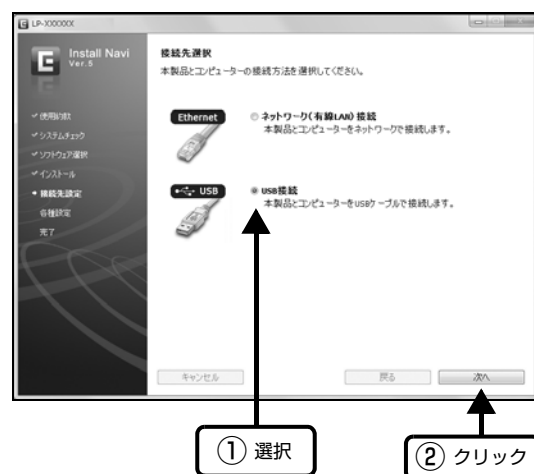 LP-XXXXXX
E Install Navi
Ver.5
使用許諾
システムチェック
ソフトウェア選択
インストール
接続先設定
各種設定
完了
接続先選択
本製品とコンピューターの接続方法を選択してください。
Ethernet
ネットワーク(有線LAN)接続
本製品とコンピューターをネットワークで接続します。
USB
USB接続
本製品とコンピューターをUSBケーブルで接続します。
キャンセル
戻る
次へ
① 選択
② クリック